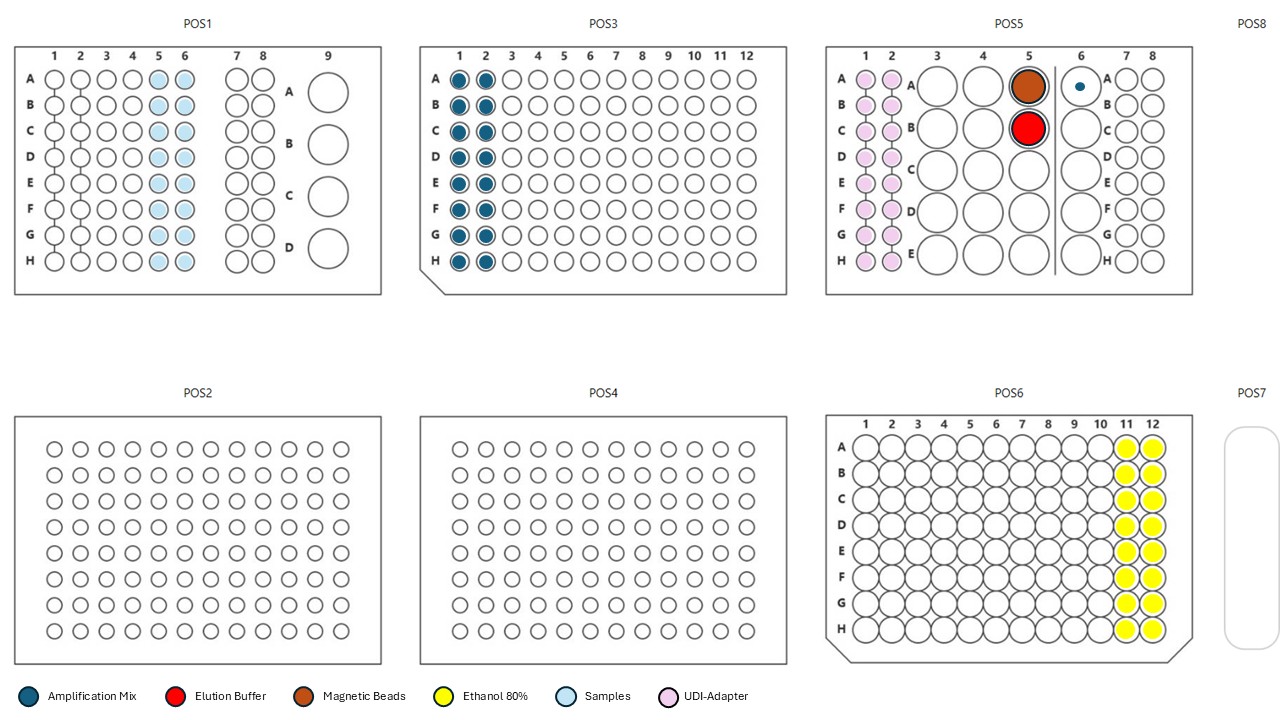 POS1 POS3 POS5 POS8
1 2 3 4 5 6 7 8 9
A
B
C
D
E
F
G
H
A
B
C
D
1 2 3 4 5 6 7 8 9 10 11 12
A
B
C
D
E
F
G
H
1 2 3 4 5 6 7 8
A
B
C
D
E
F
G
H
A
B
C
D
E
A
B
C
D
E
F
G
H
POS2 POS4 POS6 POS7
1 2 3 4 5 6 7 8 9 10 11 12
A
B
C
D
E
F
G
H
Amplification Mix Elution Buffer Magnetic Beads Ethanol 80% Samples UDI-Adapter